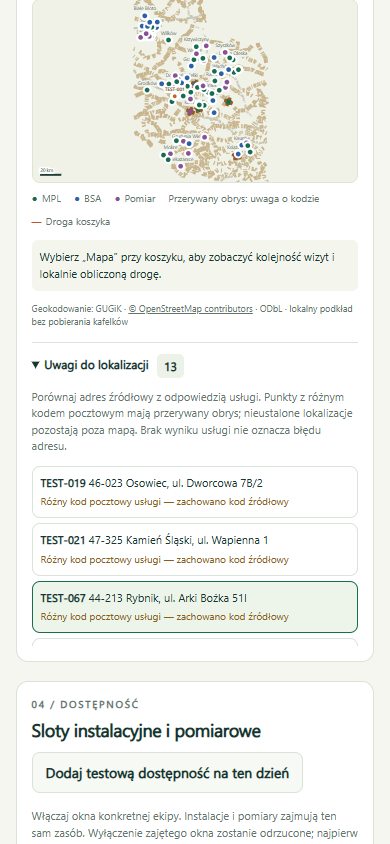 Wilków
TEST-001
20 km
MPL BSA Pomiar Przerywany obrys: uwaga o kodzie
Droga koszyka
Wybierz „Mapa” przy koszyku, aby zobaczyć kolejność wizyt i
lokalnie obliczoną drogę.
Geokodowanie: GUGiK · © OpenStreetMap contributors · ODbL · lokalny podkład
bez pobierania kafelków
Uwagi do lokalizacji 13
Porównaj adres źródłowy z odpowiedzią usługi. Punkty z różnym
kodem pocztowym mają przerywany obrys; nieustalone lokalizacje
pozostają poza mapą. Brak wyniku usługi nie oznacza błędu
adresu.
TEST-019 46-023 Osowiec, ul. Dworcowa 7B/2
Różny kod pocztowy usługi — zachowano kod źródłowy
TEST-021 47-325 Kamień Śląski, ul. Wapienna 1
Różny kod pocztowy usługi — zachowano kod źródłowy
TEST-067 44-213 Rybnik, ul. Arki Bożka 51l
Różny kod pocztowy usługi — zachowano kod źródłowy
04 / DOSTĘPNOŚĆ
Sloty instalacyjne i pomiarowe
Dodaj testową dostępność na ten dzień
Włączaj okna konkretnej ekipy. Instalacje i pomiary zajmują ten
sam zasób. Wyłączenie zajętego okna zostanie odrzucone; najpierw